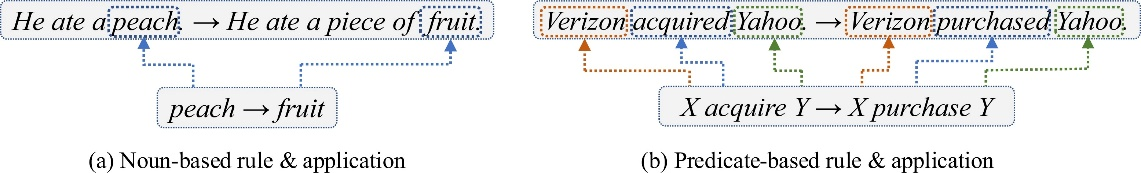 He ate a peach → He ate a piece of fruit.
peach → fruit
(a) Noun-based rule & application
Verizon acquired Yahoo. → Verizon purchased Yahoo.
X acquire Y → X purchase Y
(b) Predicate-based rule & application